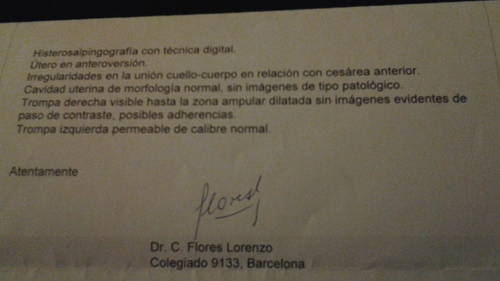 Histerosalpingografía con técnica digital.
Útero en anteroversión.
Irregularidades en la unión cuello-cuerpo en relación con cesárea anterior.
Cavidad uterina de morfología normal, sin imágenes de tipo patológico.
Trompa derecha visible hasta la zona ampular dilatada sin imágenes evidentes de
paso de contraste, posibles adherencias.
Trompa izquierda permeable de calibre normal.
Atentamente
flores
Dr. C. Flores Lorenzo
Colegiado 9133, Barcelona